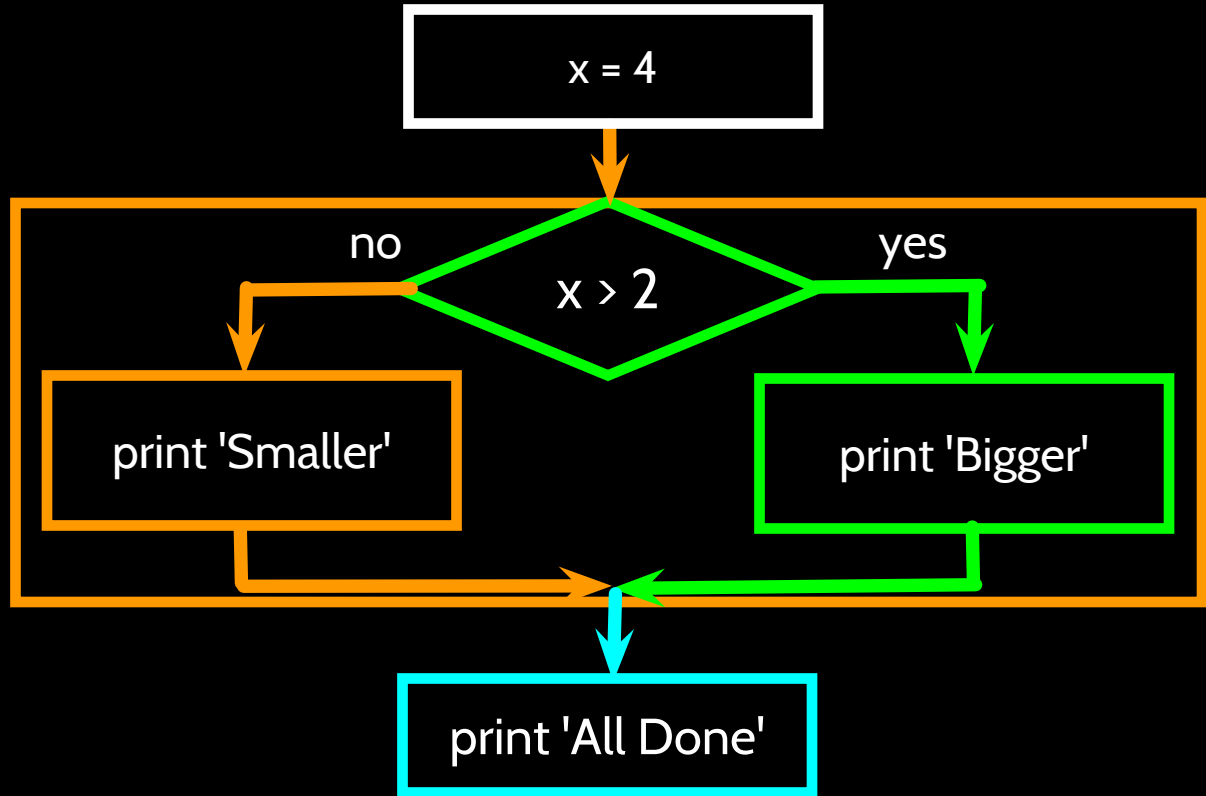 x = 4
no
yes
x > 2
print 'Smaller'
print 'Bigger'
print 'All Done'